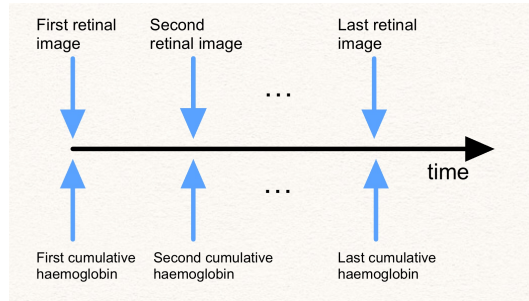 First retinal
image
Second
retinal image
Last retinal
image
...
time
...
First cumulative
haemoglobin
Second cumulative
haemoglobin
Last cumulative
haemoglobin